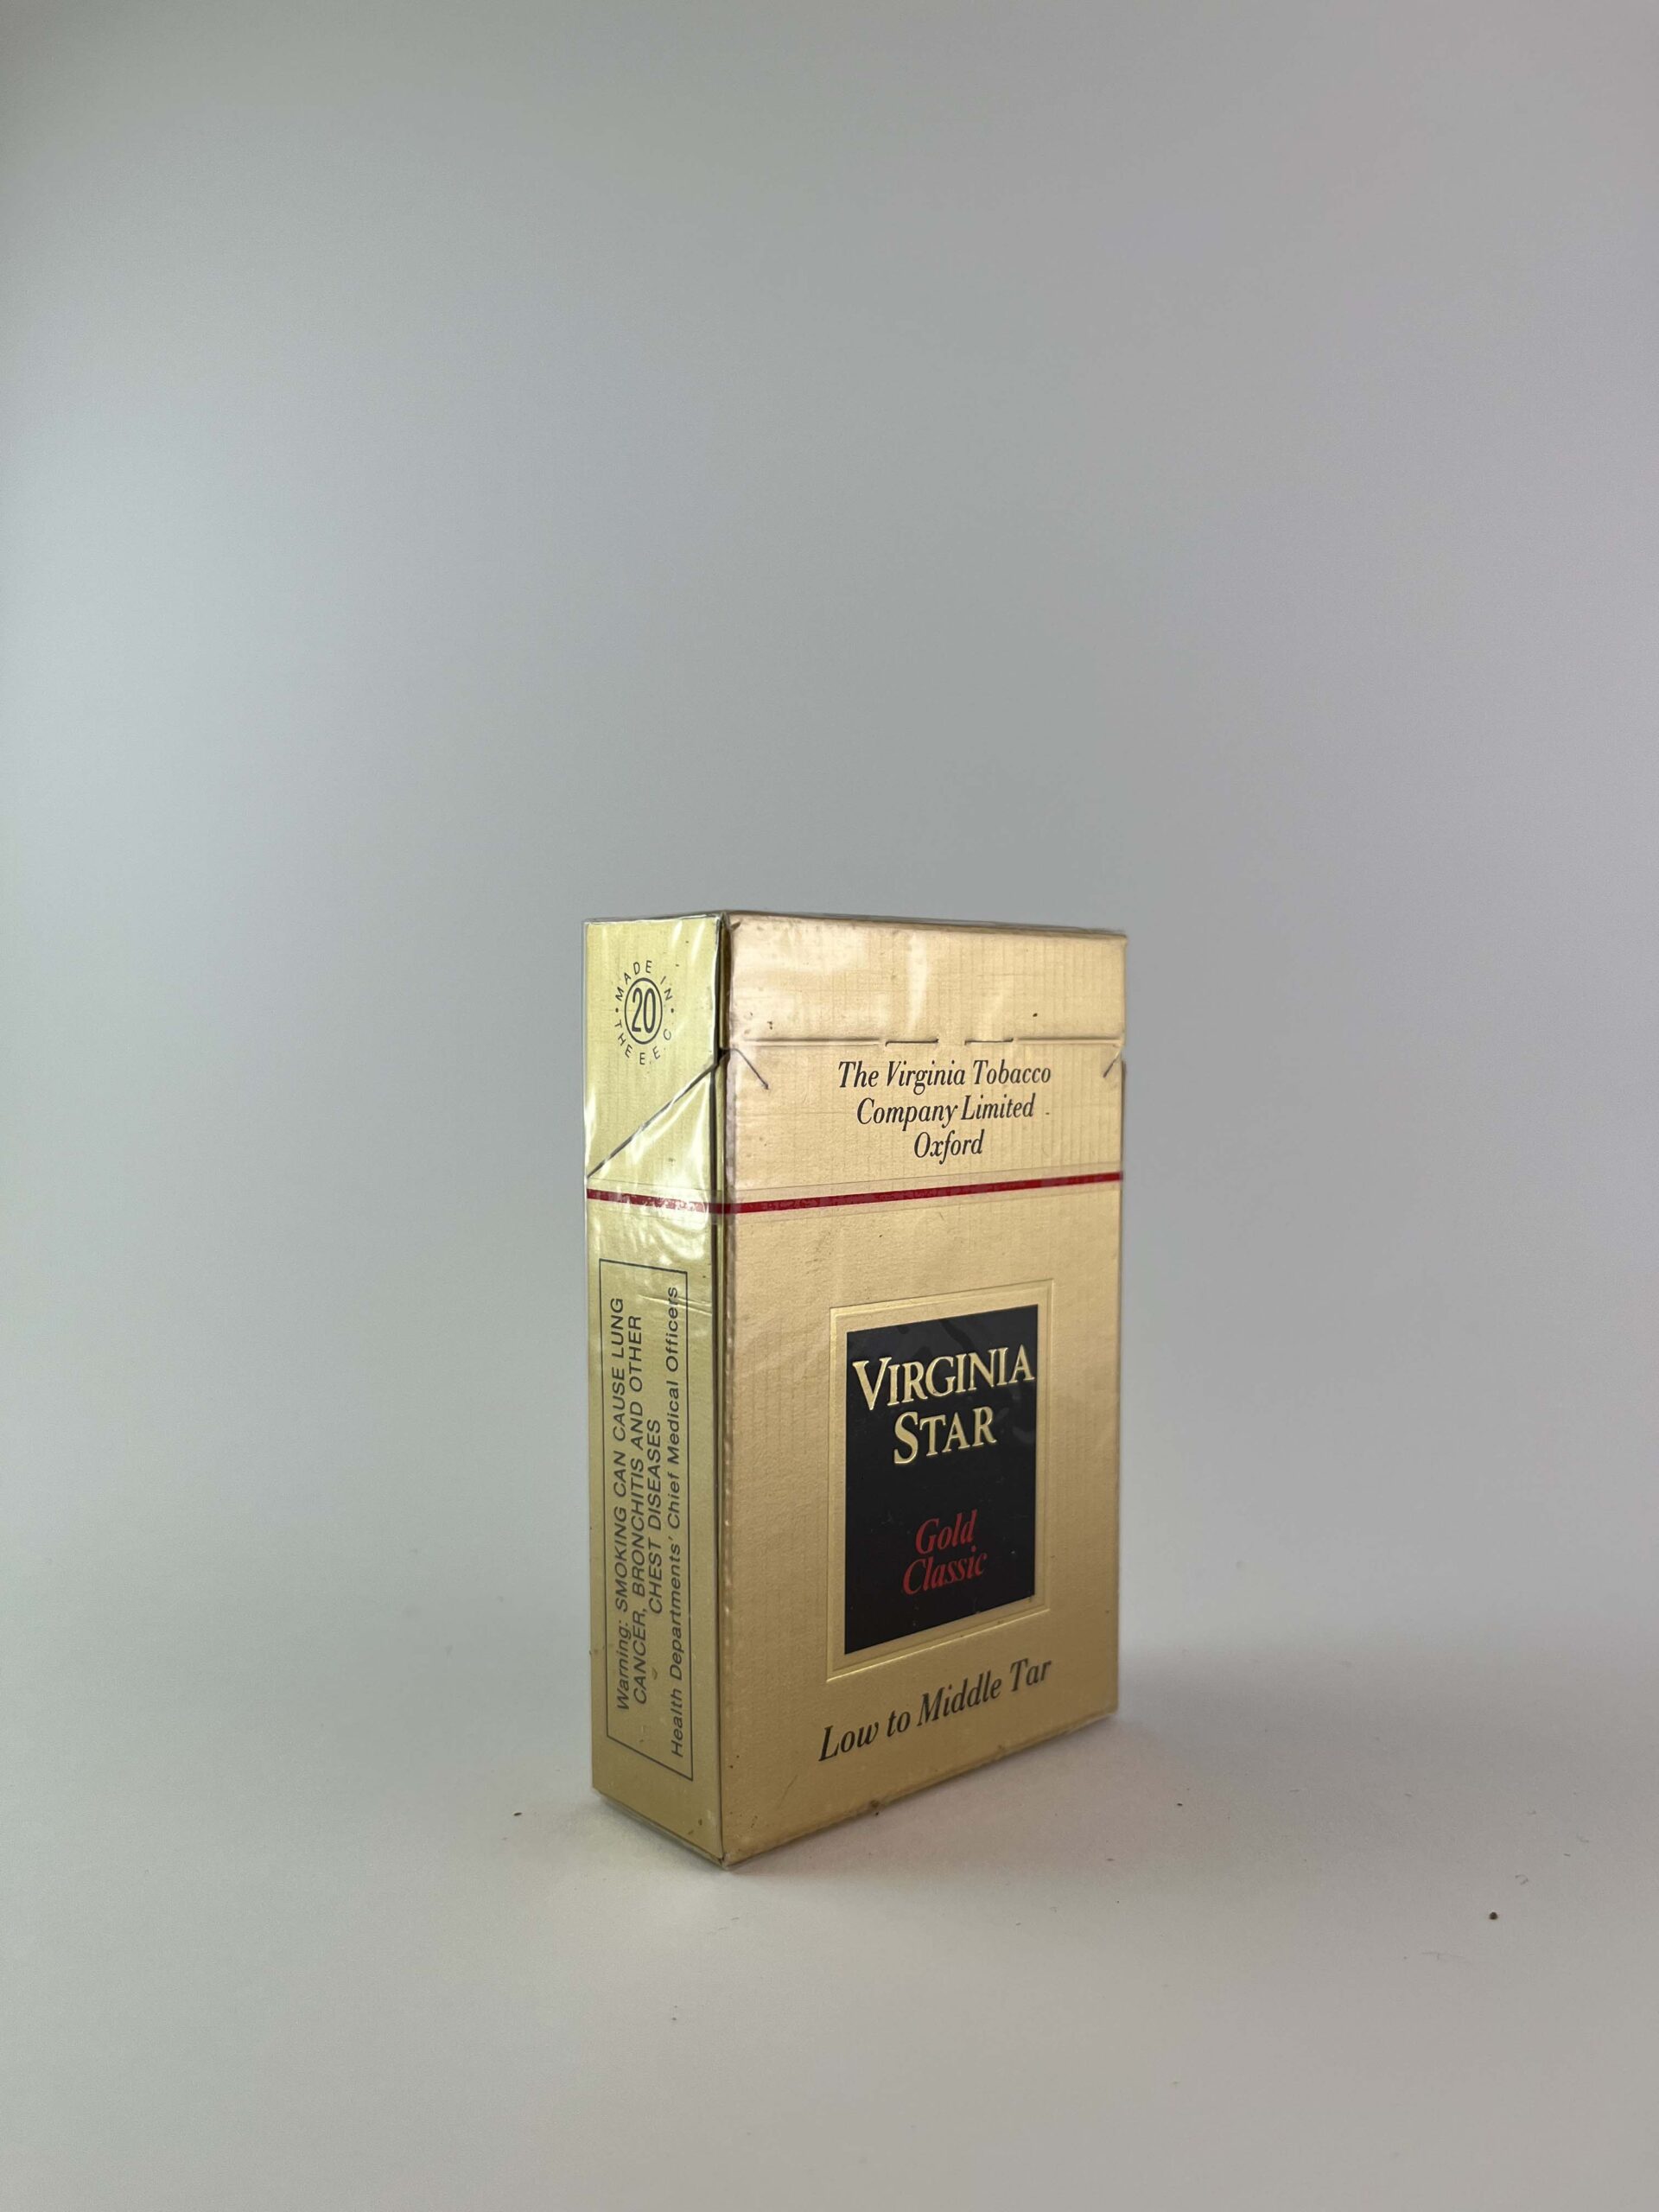 MADE IN
20
THE E.E.C.
Warning: SMOKING CAN CAUSE LUNG
CANCER, BRONCHITIS AND OTHER
CHEST DISEASES
Health Departments' Chief Medical Officers
The Virginia Tobacco
Company Limited
Oxford
VIRGINIA
STAR
Gold
Classic
Low to Middle Tar